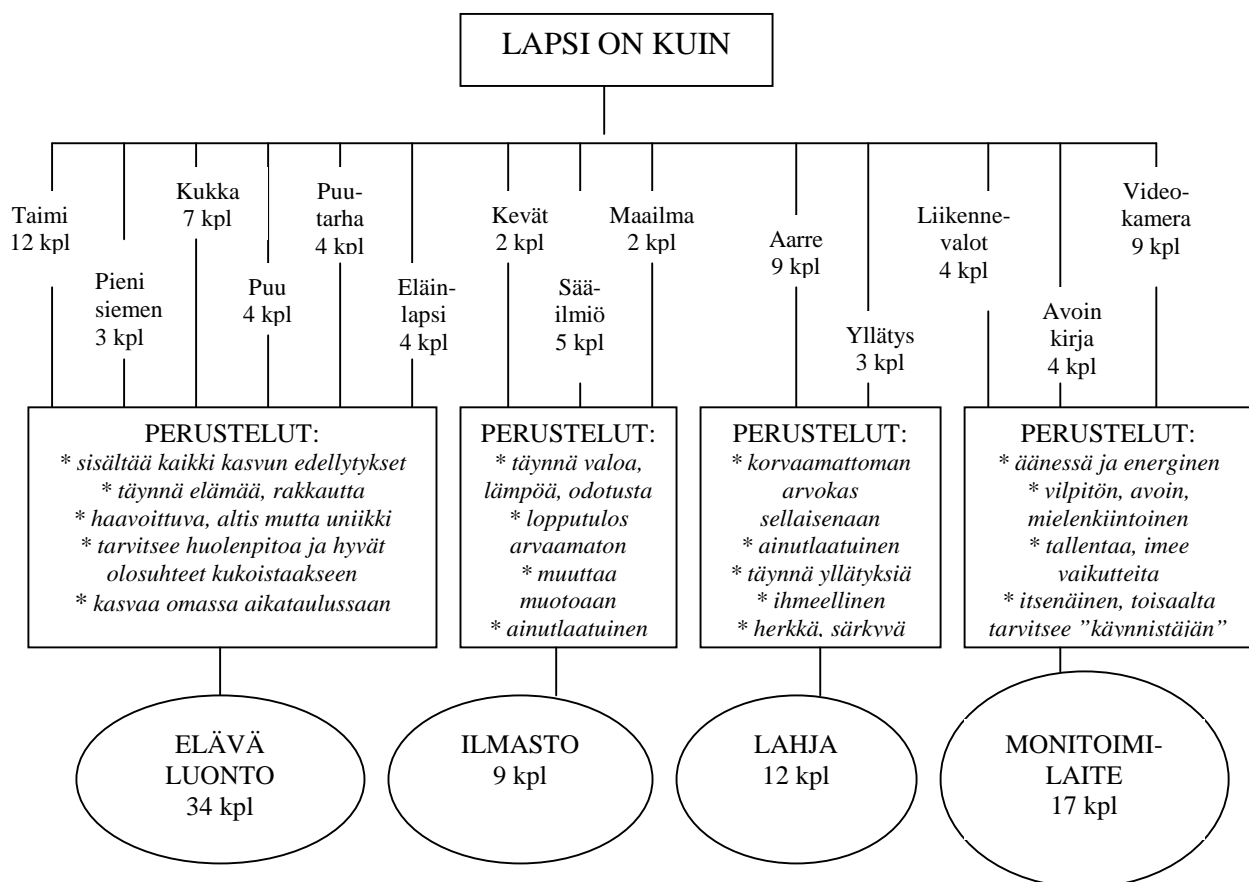 LAPSI ON KUIN
Taimi
12 kpl
Pieni
siemen
3 kpl
Kukka
7 kpl
Puu
4 kpl
Puu-
tarha
4 kpl
Eläin-
lapsi
4 kpl
Kevät
2 kpl
Sää-
ilmiö
5 kpl
Maailma
2 kpl
Aarre
9 kpl
Yllätys
3 kpl
Liikenne-
valot
4 kpl
Avoin
kirja
4 kpl
Video-
kamera
9 kpl
PERUSTELUT:
* sisältää kaikki kasvun edellytykset
* täynnä elämää, rakkautta
* haavoittuva, altis mutta uniikki
* tarvitsee huolenpitoa ja hyvät
olosuhteet kukoistaakseen
* kasvaa omassa aikataulussaan
PERUSTELUT:
* täynnä valoa,
lämpöä, odotusta
* lopputulos
arvaamaton
* muuttaa
muotoaan
* ainutlaatuinen
PERUSTELUT:
* korvaamattoman
arvokas
sellaisenaan
* ainutlaatuinen
* täynnä yllätyksiä
* ihmeellinen
* herkkä, särkyvä
PERUSTELUT:
* äänessä ja energinen
* vilpitön, avoin,
mielenkiintoinen
* tallentaa, imee
vaikutteita
* itsenäinen, toisaalta
tarvitsee ”käynnistäjän”
ELÄVÄ
LUONTO
34 kpl
ILMASTO
9 kpl
LAHJA
12 kpl
MONITOIMI-
LAITE
17 kpl